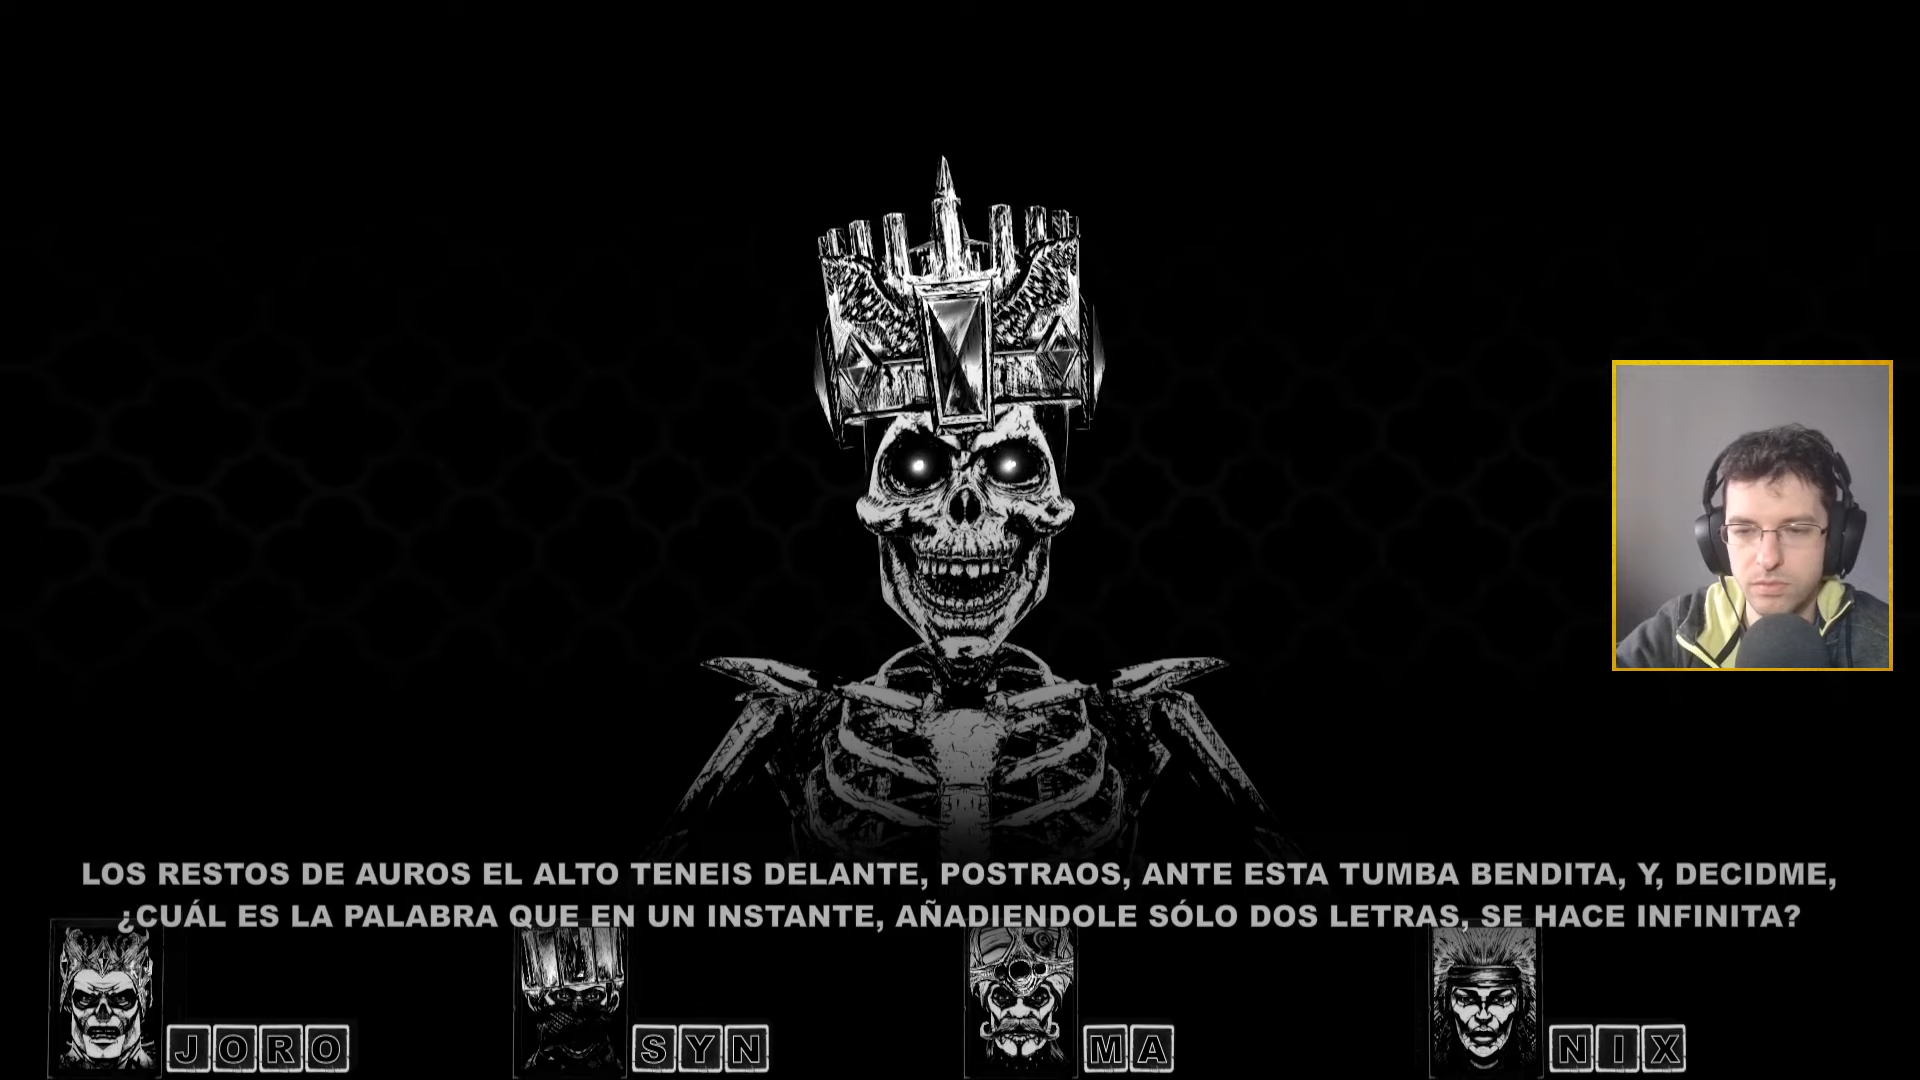 LOS RESTOS DE AUROS EL ALTO TENEIS DELANTE, POSTRAOS, ANTE ESTA TUMBA BENDITA, Y, DECIDME,
¿CUÁL ES LA PALABRA QUE EN UN INSTANTE, AÑADIENDOLE SÓLO DOS LETRAS, SE HACE INFINITA?
JORO SYN MA NIX